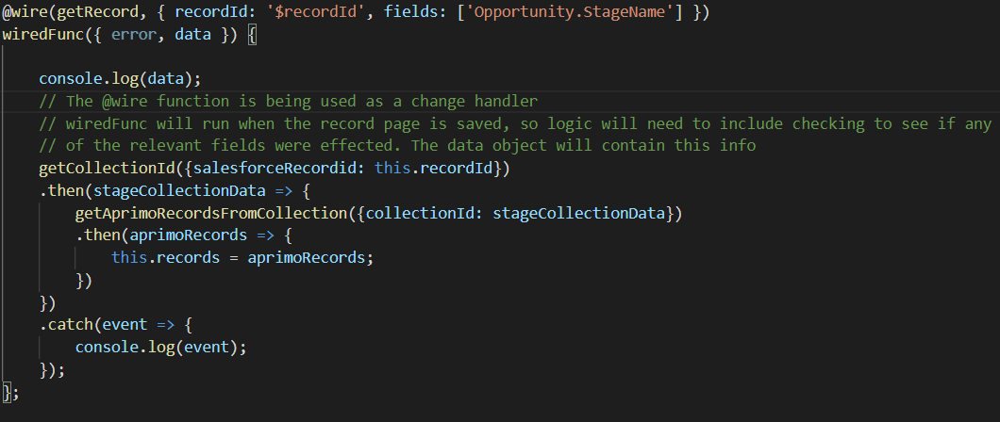 @wire(getRecord, { recordId: '$recordId', fields: ['Opportunity.StageName'] })
wiredFunc({ error, data }) {
console.log(data);
// The @wire function is being used as a change handler
// wiredFunc will run when the record page is saved, so logic will need to include checking to see if any
// of the relevant fields were effected. The data object will contain this info
getCollectionId({salesforceRecordid: this.recordId})
.then(stageCollectionData => {
getAprimoRecordsFromCollection({collectionId: stageCollectionData})
.then(aprimoRecords => {
this.records = aprimoRecords;
})
})
.catch(event => {
console.log(event);
});
};